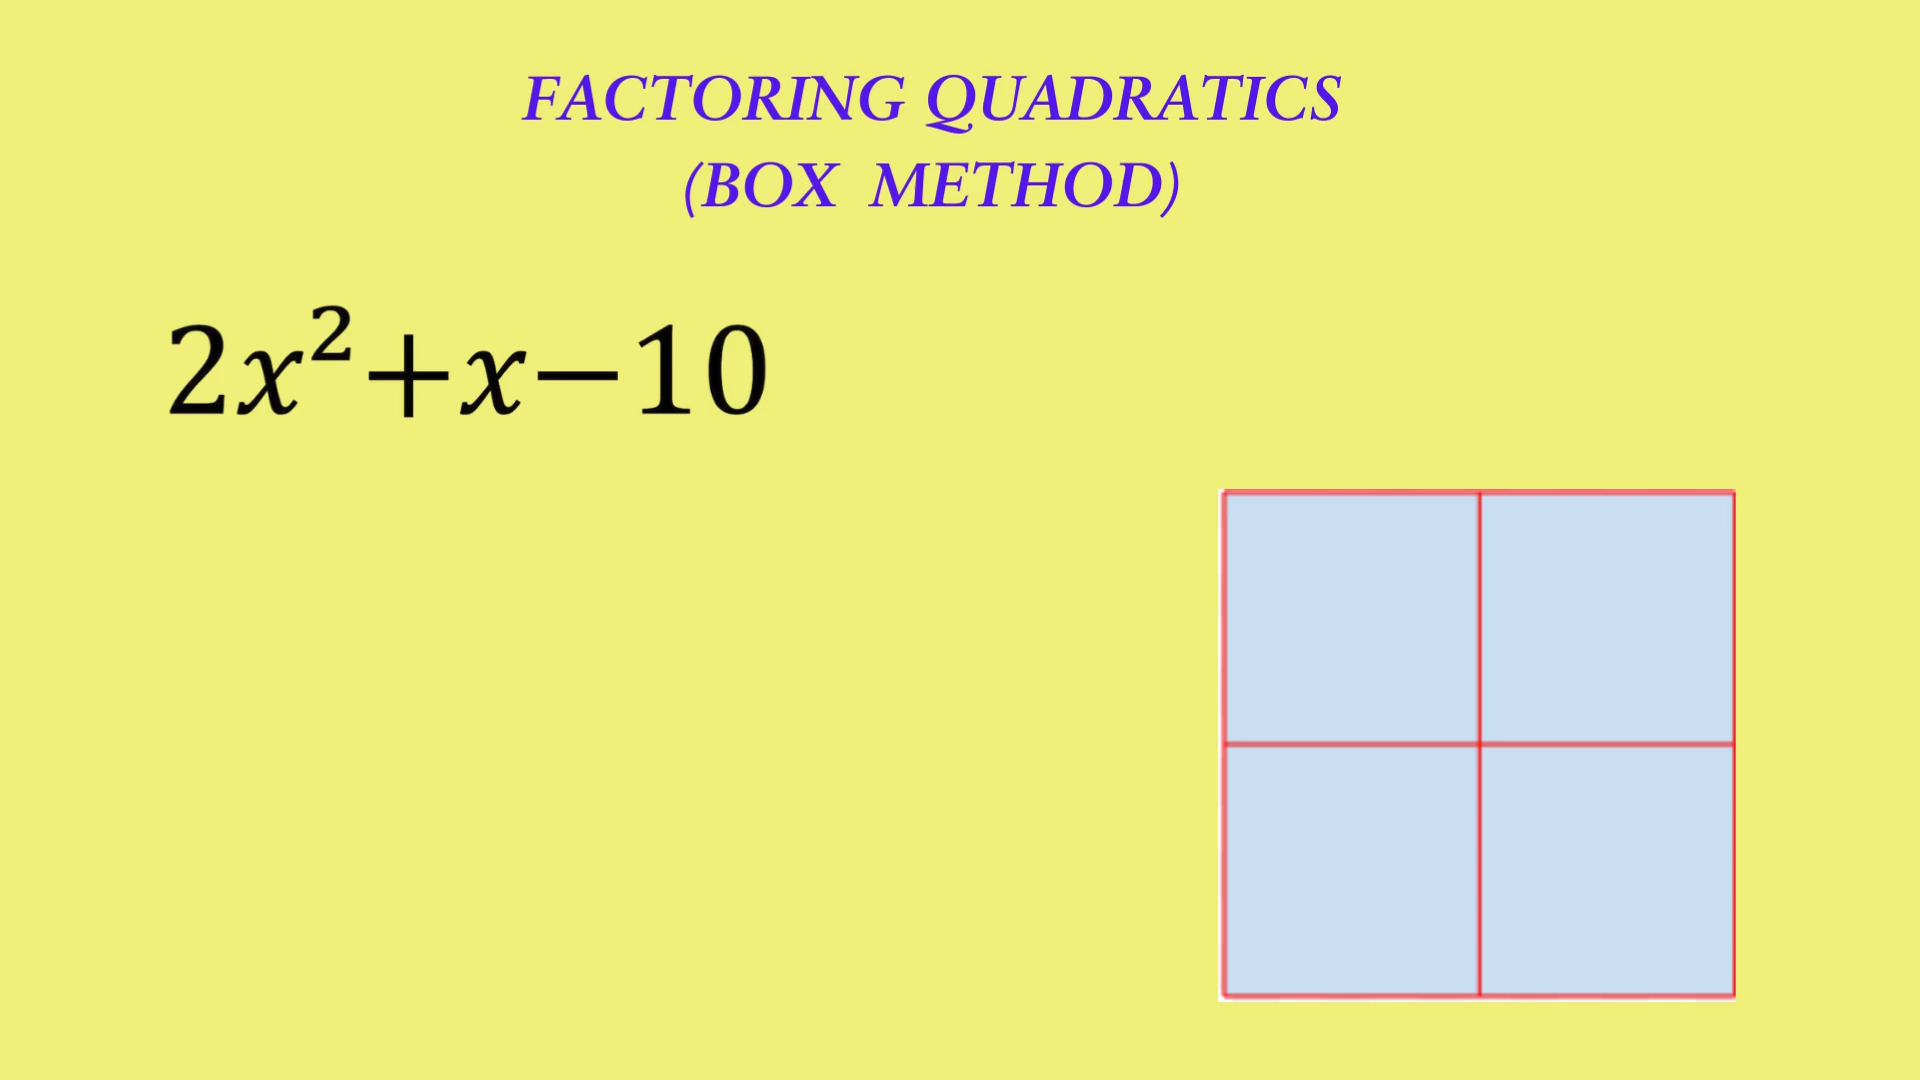 FACTORING QUADRATICS
(BOX METHOD)
2x²+x−10